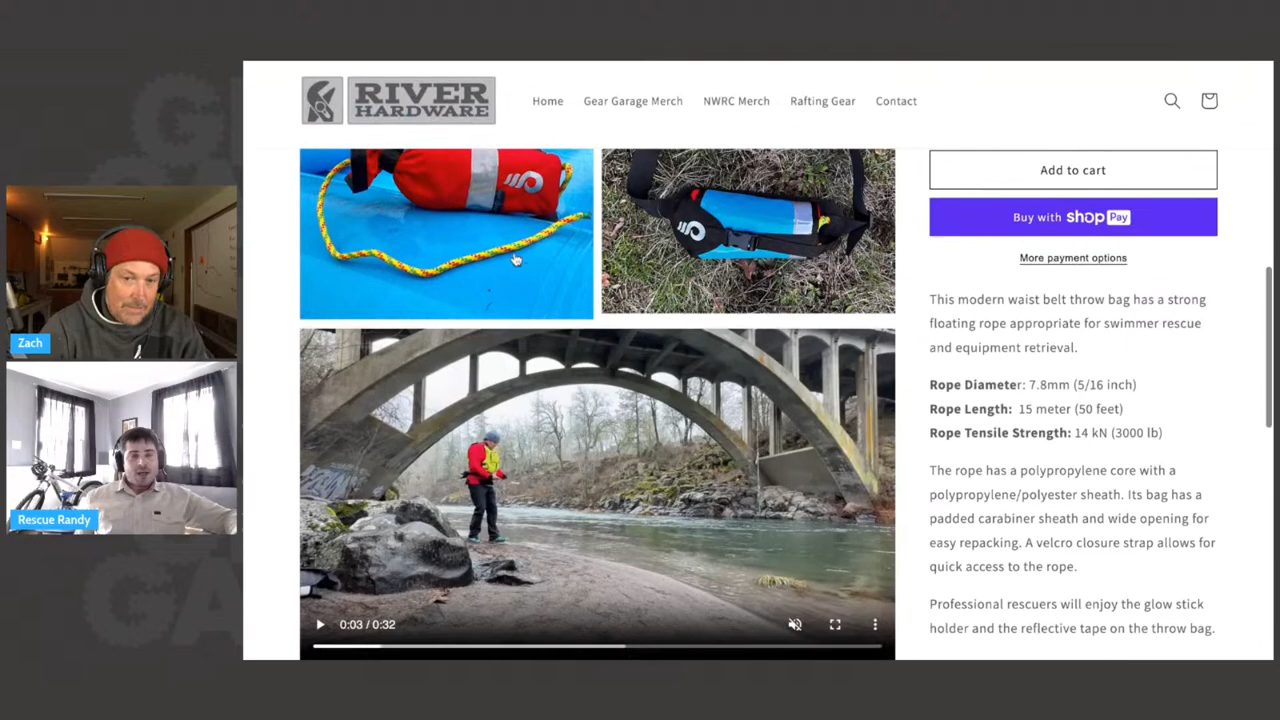 RIVER
HARDWARE
Home
Gear Garage Merch
NWRC Merch
Rafting Gear
Contact
Add to cart
Buy with shop Pay
More payment options
This modern waist belt throw bag has a strong
floating rope appropriate for swimmer rescue
and equipment retrieval.
Rope Diameter: 7.8mm (5/16 inch)
Rope Length: 15 meter (50 feet)
Rope Tensile Strength: 14 kN (3000 lb)
The rope has a polypropylene core with a
polypropylene/polyester sheath. Its bag has a
padded carabiner sheath and wide opening for
easy repacking. A velcro closure strap allows for
quick access to the rope.
Professional rescuers will enjoy the glow stick
holder and the reflective tape on the throw bag.
0:03 / 0:32
Zach
Rescue Randy